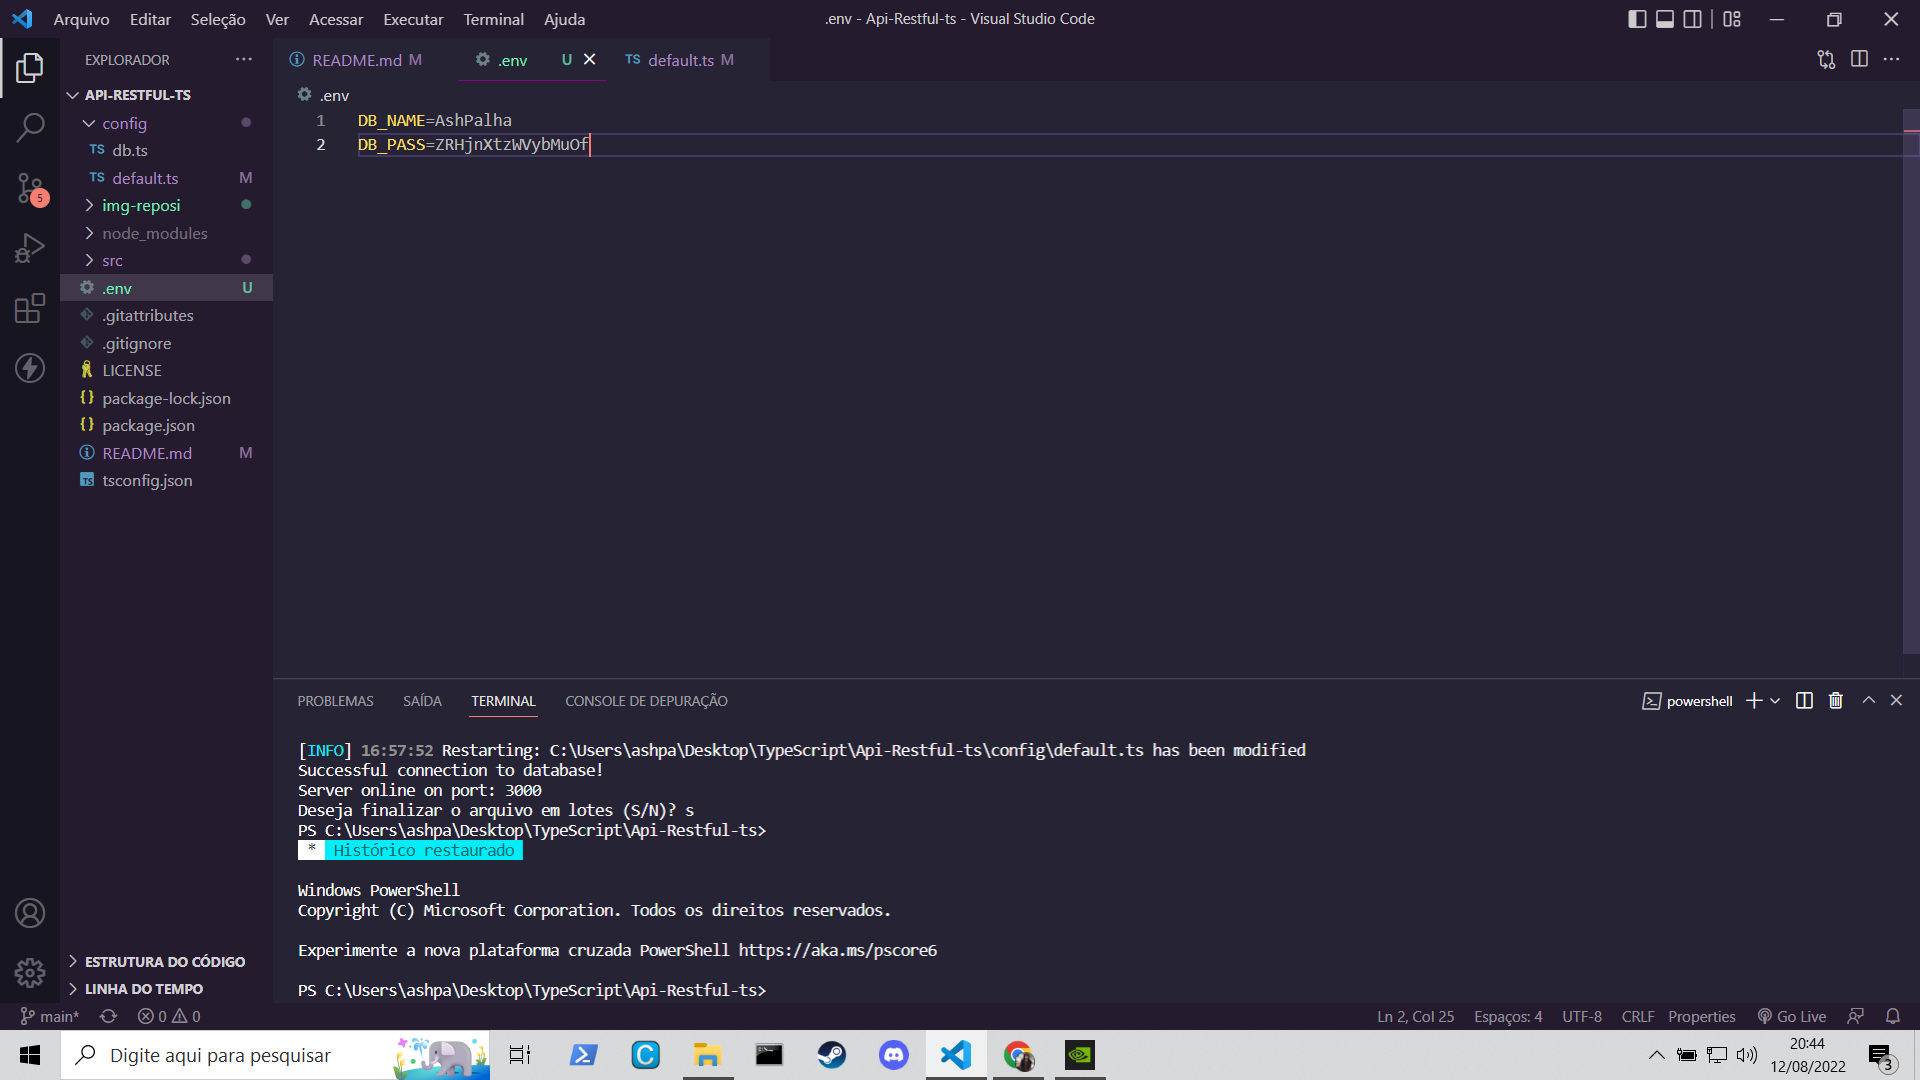 Arquivo Editar Seleção Ver Acessar Executar Terminal Ajuda
.env - Api-Restful-ts - Visual Studio Code
EXPLORADOR
README.md M
.env U
TS default.ts M
API-RESTFUL-TS
.env
config
TS db.ts
TS default.ts M
img-reposi
node_modules
src
.env U
.gitattributes
.gitignore
LICENSE
package-lock.json
package.json
README.md M
TS tsconfig.json
5
1 DB_NAME=AshPalha
2 DB_PASS=ZRHjnXtzWVybMuOf
PROBLEMAS SAÍDA TERMINAL CONSOLE DE DEPURAÇÃO
powershell
[INFO] 16:57:52 Restarting: C:\Users\ashpa\Desktop\TypeScript\Api-Restful-ts\config\default.ts has been modified
Successful connection to database!
Server online on port: 3000
Deseja finalizar o arquivo em lotes (S/N)? s
PS C:\Users\ashpa\Desktop\TypeScript\Api-Restful-ts>
* Histórico restaurado
Windows PowerShell
Copyright (C) Microsoft Corporation. Todos os direitos reservados.
Experimente a nova plataforma cruzada PowerShell https://aka.ms/pscore6
PS C:\Users\ashpa\Desktop\TypeScript\Api-Restful-ts>
ESTRUTURA DO CÓDIGO
LINHA DO TEMPO
main* 0 0
Ln 2, Col 25 Espaços: 4 UTF-8 CRLF Properties Go Live
Digite aqui para pesquisar
20:44
12/08/2022
3